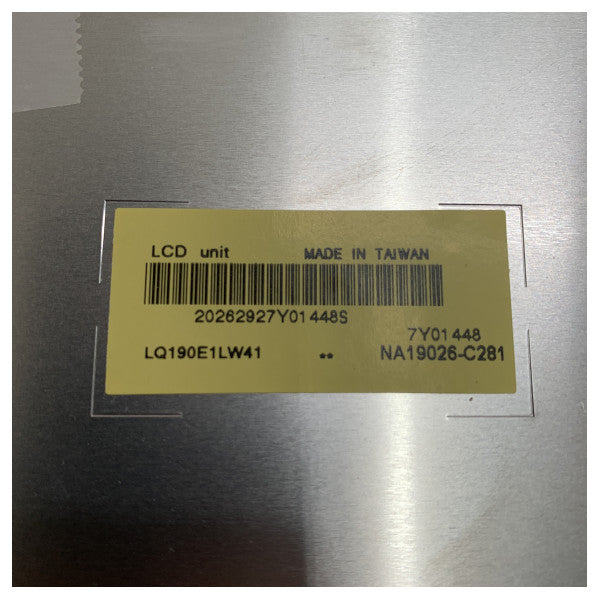 LCD unit MADE IN TAIWAN
20262927Y01448S
7Y01448
LQ190E1LW41 ** NA19026-C281